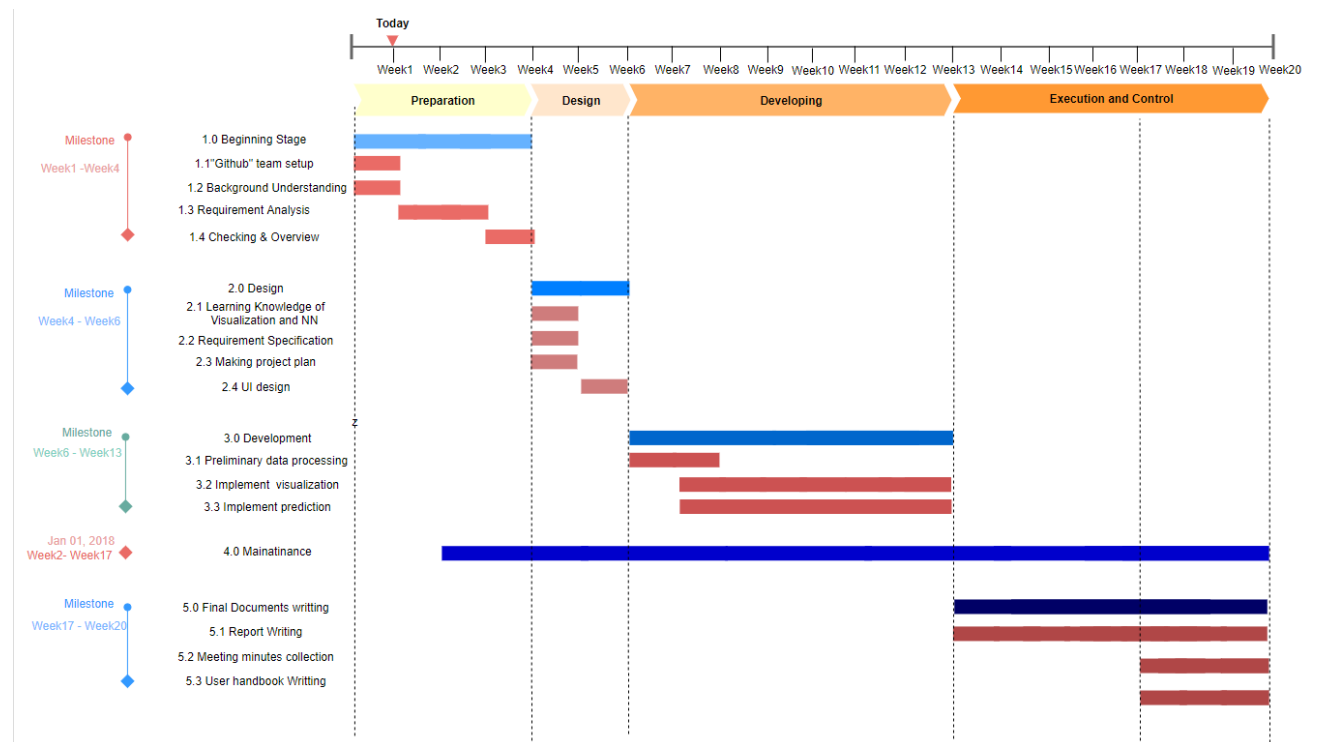 Today
Week1 Week2 Week3 Week4 Week5 Week6 Week7 Week8 Week9 Week10 Week11 Week12 Week13 Week14 Week15 Week16 Week17 Week18 Week19 Week20
Preparation Design Developing Execution and Control
Milestone
Week1 -Week4
1.0 Beginning Stage
1.1"Github" team setup
1.2 Background Understanding
1.3 Requirement Analysis
1.4 Checking & Overview
Milestone
Week4 - Week6
2.0 Design
2.1 Learning Knowledge of
Visualization and NN
2.2 Requirement Specification
2.3 Making project plan
2.4 UI design
z
Milestone
Week6 - Week13
3.0 Development
3.1 Preliminary data processing
3.2 Implement visualization
3.3 Implement prediction
Jan 01, 2018
Week2- Week17
4.0 Mainatinance
Milestone
Week17 - Week20
5.0 Final Documents writting
5.1 Report Writing
5.2 Meeting minutes collection
5.3 User handbook Writting